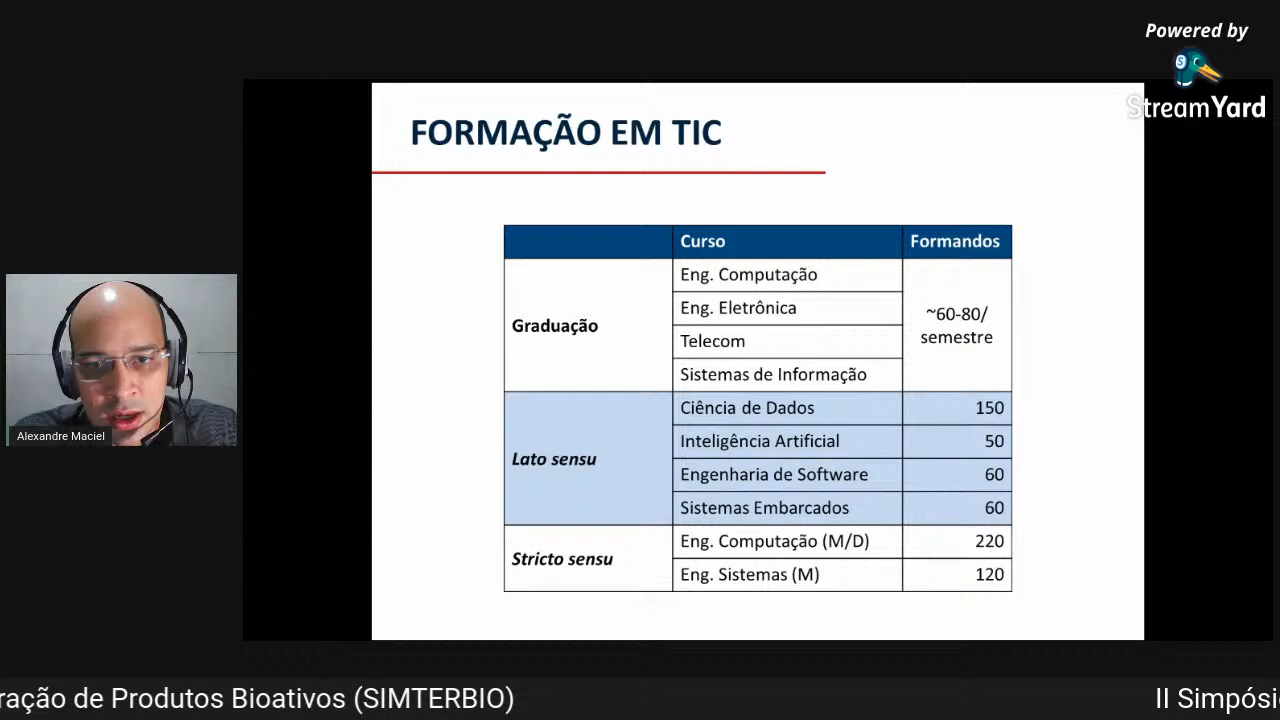 Powered by
StreamYard
FORMAÇÃO EM TIC
Curso Formandos
Graduação
Eng. Computação
Eng. Eletrônica
Telecom
Sistemas de Informação
~60-80/
semestre
Lato sensu
Ciência de Dados 150
Inteligência Artificial 50
Engenharia de Software 60
Sistemas Embarcados 60
Stricto sensu
Eng. Computação (M/D) 220
Eng. Sistemas (M) 120
Alexandre Maciel
ração de Produtos Bioativos (SIMTERBIO) II Simpósi